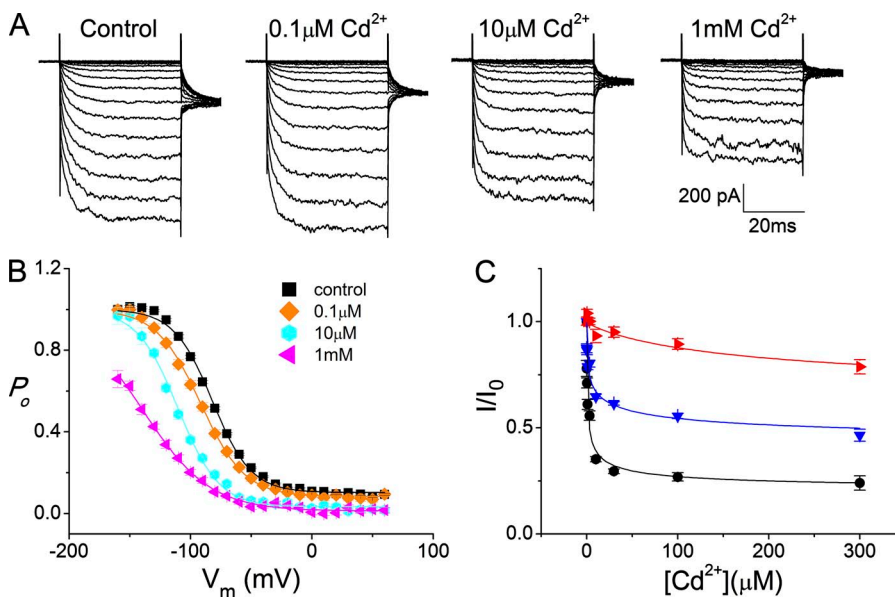 A
Control
0.1μM Cd²⁺
10μM Cd²⁺
1mM Cd²⁺
200 pA
20ms
B
1.2
0.8
0.4
0.0
Pₒ
-200
-100
0
100
Vₘ (mV)
control
0.1μM
10μM
1mM
C
1.0
0.5
0.0
I/I₀
0
100
200
300
[Cd²⁺](μM)